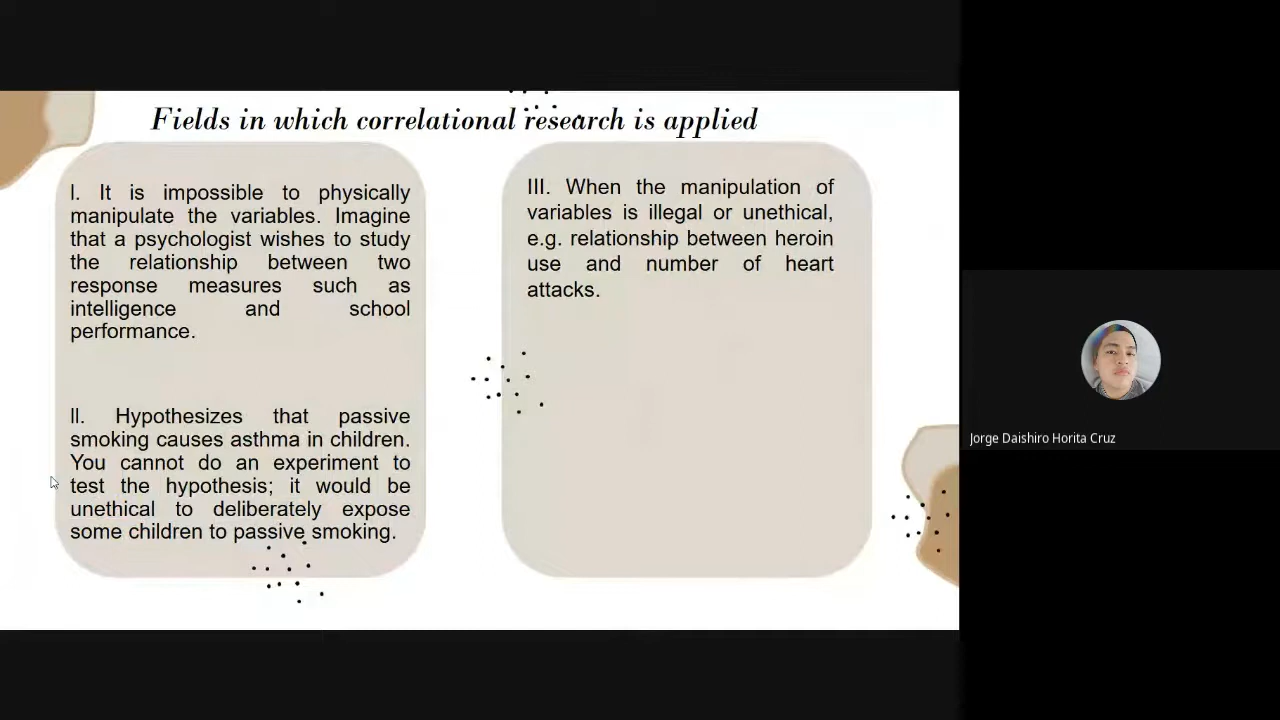 Fields in which correlational research is applied
I. It is impossible to physically
manipulate the variables. Imagine
that a psychologist wishes to study
the relationship between two
response measures such as
intelligence and school
performance.
II. Hypothesizes that passive
smoking causes asthma in children.
You cannot do an experiment to
test the hypothesis; it would be
unethical to deliberately expose
some children to passive smoking.
III. When the manipulation of
variables is illegal or unethical,
e.g. relationship between heroin
use and number of heart
attacks.
Jorge Daishiro Horita Cruz